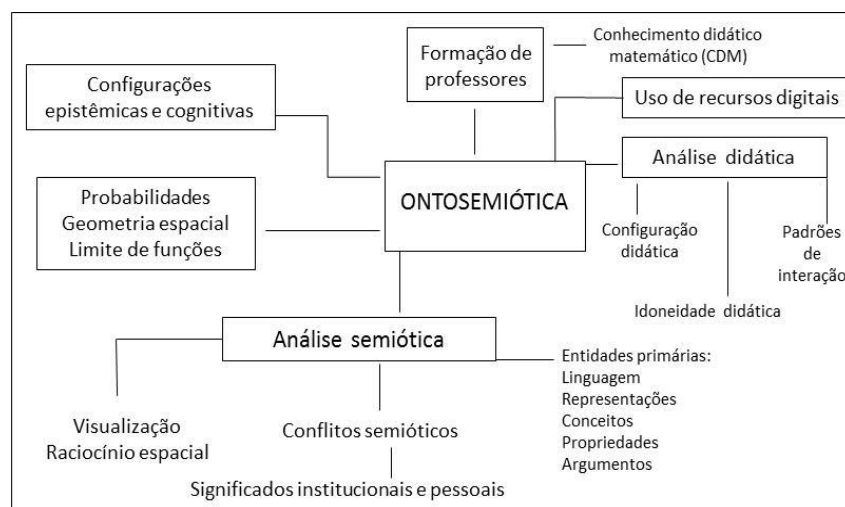 Formação de
professores
Conhecimento didático
matemático (CDM)
Configurações
epistêmicas e cognitivas
Uso de recursos digitais
Análise didática
Probabilidades
Geometria espacial
Limite de funções
ONTOSEMIÓTICA
Configuração
didática
Padrões
de
interação
Idoneidade didática
Análise semiótica
Entidades primárias:
Linguagem
Representações
Conceitos
Propriedades
Argumentos
Visualização
Raciocínio espacial
Conflitos semióticos
Significados institucionais e pessoais